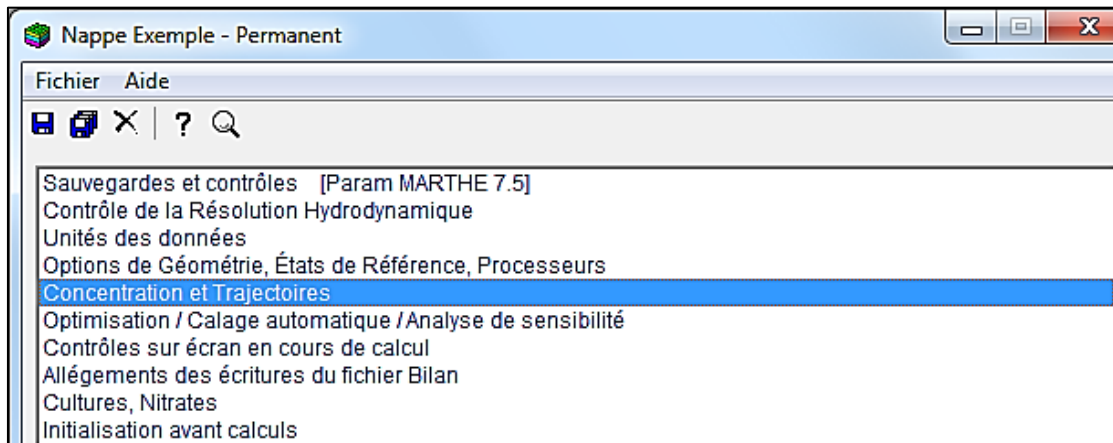 Nappe Exemple - Permanent
Fichier Aide
?
Sauvegardes et contrôles [Param MARTHE 7.5]
Contrôle de la Résolution Hydrodynamique
Unités des données
Options de Géométrie, États de Référence, Processeurs
Concentration et Trajectoires
Optimisation / Calage automatique / Analyse de sensibilité
Contrôles sur écran en cours de calcul
Allégements des écritures du fichier Bilan
Cultures, Nitrates
Initialisation avant calculs